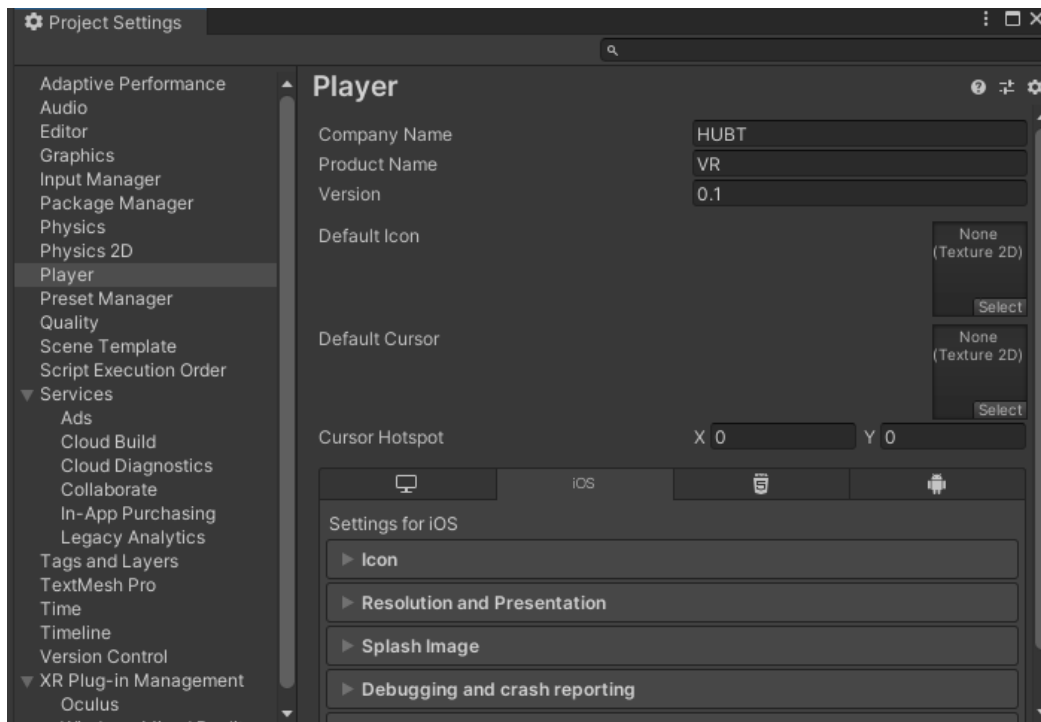 Project Settings
Adaptive Performance
Audio
Editor
Graphics
Input Manager
Package Manager
Physics
Physics 2D
Player
Preset Manager
Quality
Scene Template
Script Execution Order
Services
Ads
Cloud Build
Cloud Diagnostics
Collaborate
In-App Purchasing
Legacy Analytics
Tags and Layers
TextMesh Pro
Time
Timeline
Version Control
XR Plug-in Management
Oculus
Player
Company Name HUBT
Product Name VR
Version 0.1
Default Icon
None
(Texture 2D)
Select
Default Cursor
None
(Texture 2D)
Select
Cursor Hotspot X 0 Y 0
iOS
Settings for iOS
Icon
Resolution and Presentation
Splash Image
Debugging and crash reporting